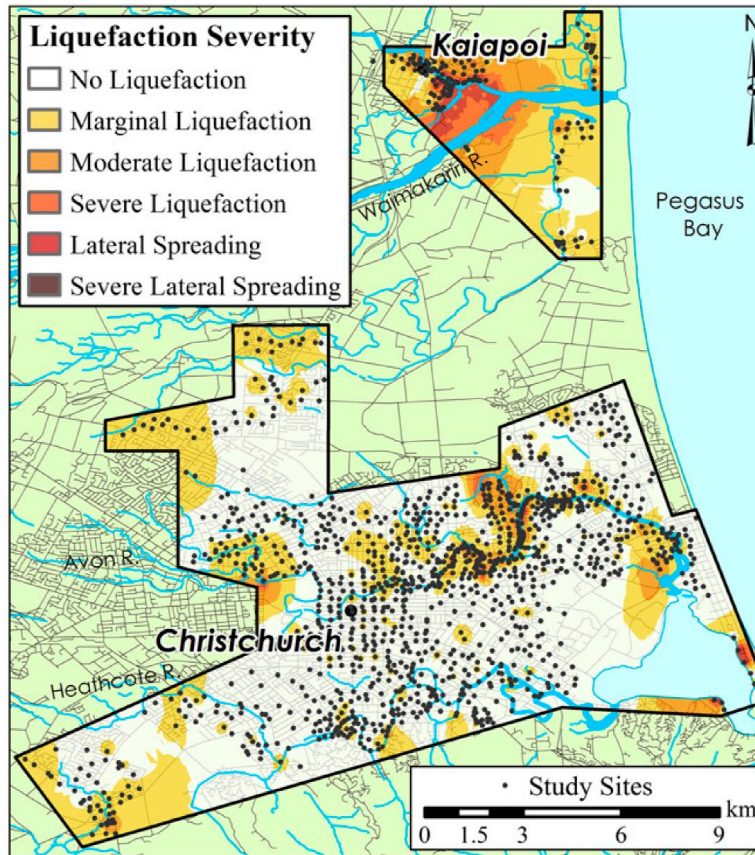 Liquefaction Severity
No Liquefaction
Marginal Liquefaction
Moderate Liquefaction
Severe Liquefaction
Lateral Spreading
Severe Lateral Spreading
Kaiapoi
N
Waimakariri R.
Pegasus
Bay
Avon R.
Christchurch
Heathcote R.
Study Sites
km
0 1.5 3 6 9